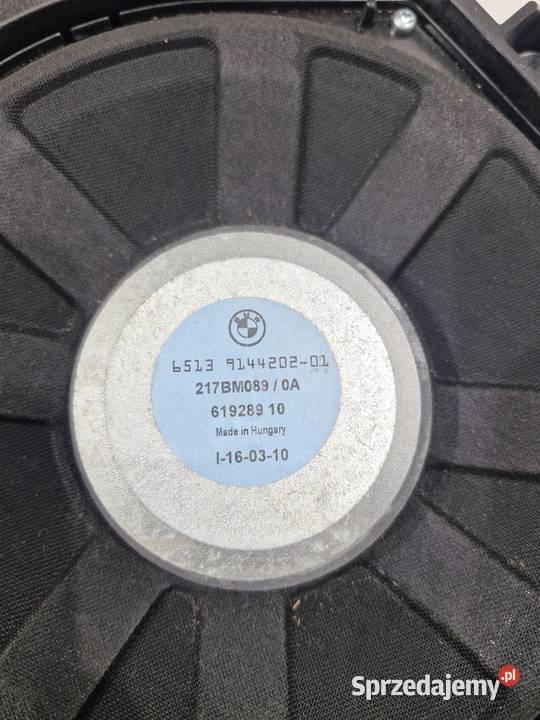 BMW
6513 9144202-01
217BM089 / 0A
619289 10
Made in Hungary
I-16-03-10
Sprzedajemy.pl